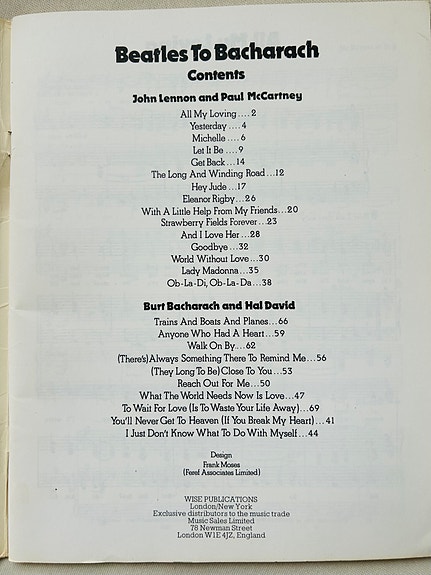 Beatles To Bacharach
Contents
John Lennon and Paul McCartney
All My Loving....2
Yesterday....4
Michelle....6
Let It Be....9
Get Back...14
The Long And Winding Road...12
Hey Jude...17
Eleanor Rigby...26
With A Little Help From My Friends...20
Strawberry Fields Forever...23
And I Love Her...28
Goodbye...32
World Without Love...30
Lady Madonna...35
Ob-La-Di, Ob-La-Da...38
Burt Bacharach and Hal David
Trains And Boats And Planes...66
Anyone Who Had A Heart...59
Walk On By...62
(There's) Always Something There To Remind Me...56
(They Long To Be) Close To You...53
Reach Out For Me...50
What The World Needs Now Is Love...47
To Wait For Love (Is To Waste Your Life Away)...69
You'll Never Get To Heaven (If You Break My Heart)...41
I Just Don't Know What To Do With Myself...44
Design
Frank Moses
(Feref Associates Limited)
WISE PUBLICATIONS
London/New York
Exclusive distributors to the music trade
Music Sales Limited
78 Newman Street
London W1E 4JZ, England